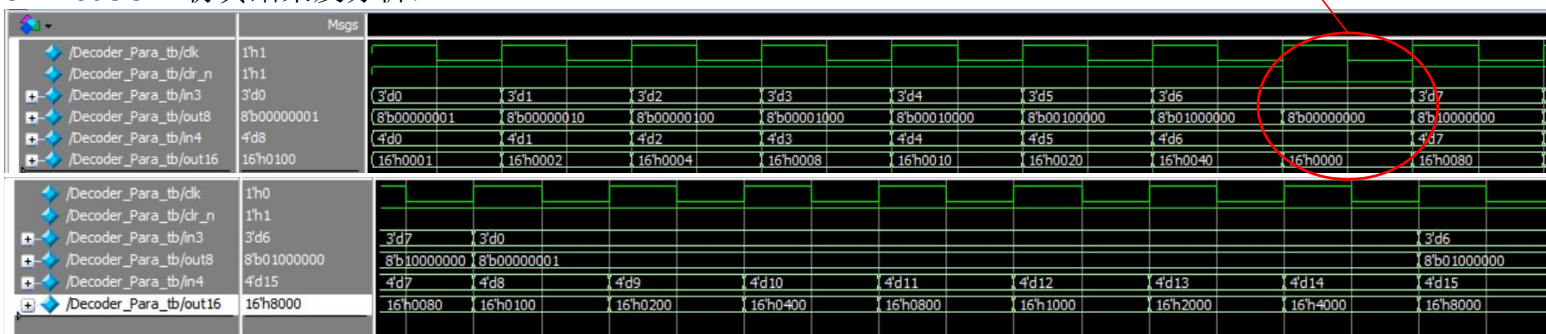 Msgs
/Decoder_Para_tb/clk 1'h1
/Decoder_Para_tb/clr_n 1'h1
/Decoder_Para_tb/in3 3'd0 3'd0 3'd1 3'd2 3'd3 3'd4 3'd5 3'd6 3'd7
/Decoder_Para_tb/out8 8'b00000001 8'b00000001 8'b00000010 8'b00000100 8'b00001000 8'b00010000 8'b00100000 8'b01000000 8'b00000000 8'b10000000
/Decoder_Para_tb/in4 4'd8 4'd0 4'd1 4'd2 4'd3 4'd4 4'd5 4'd6 4'd7
/Decoder_Para_tb/out16 16'h0100 16'h0001 16'h0002 16'h0004 16'h0008 16'h0010 16'h0020 16'h0040 16'h0000 16'h0080
/Decoder_Para_tb/clk 1'h0
/Decoder_Para_tb/clr_n 1'h1
/Decoder_Para_tb/in3 3'd6 3'd7 3'd0 3'd6
/Decoder_Para_tb/out8 8'b01000000 8'b10000000 8'b00000001 8'b01000000
/Decoder_Para_tb/in4 4'd15 4'd7 4'd8 4'd9 4'd10 4'd11 4'd12 4'd13 4'd14 4'd15
/Decoder_Para_tb/out16 16'h8000 16'h0080 16'h0100 16'h0200 16'h0400 16'h0800 16'h1000 16'h2000 16'h4000 16'h8000